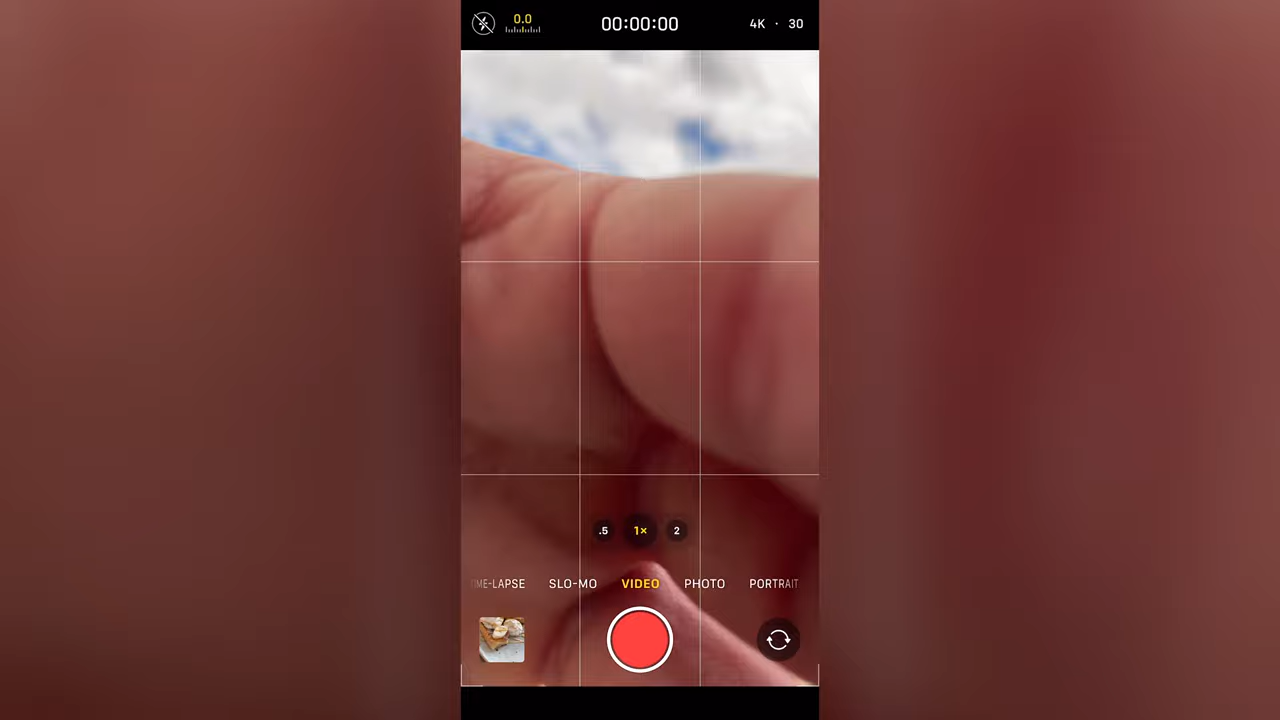 0.0
00:00:00
4K · 30
.5
1×
2
SLO-MO
VIDEO
PHOTO
PORTRAIT